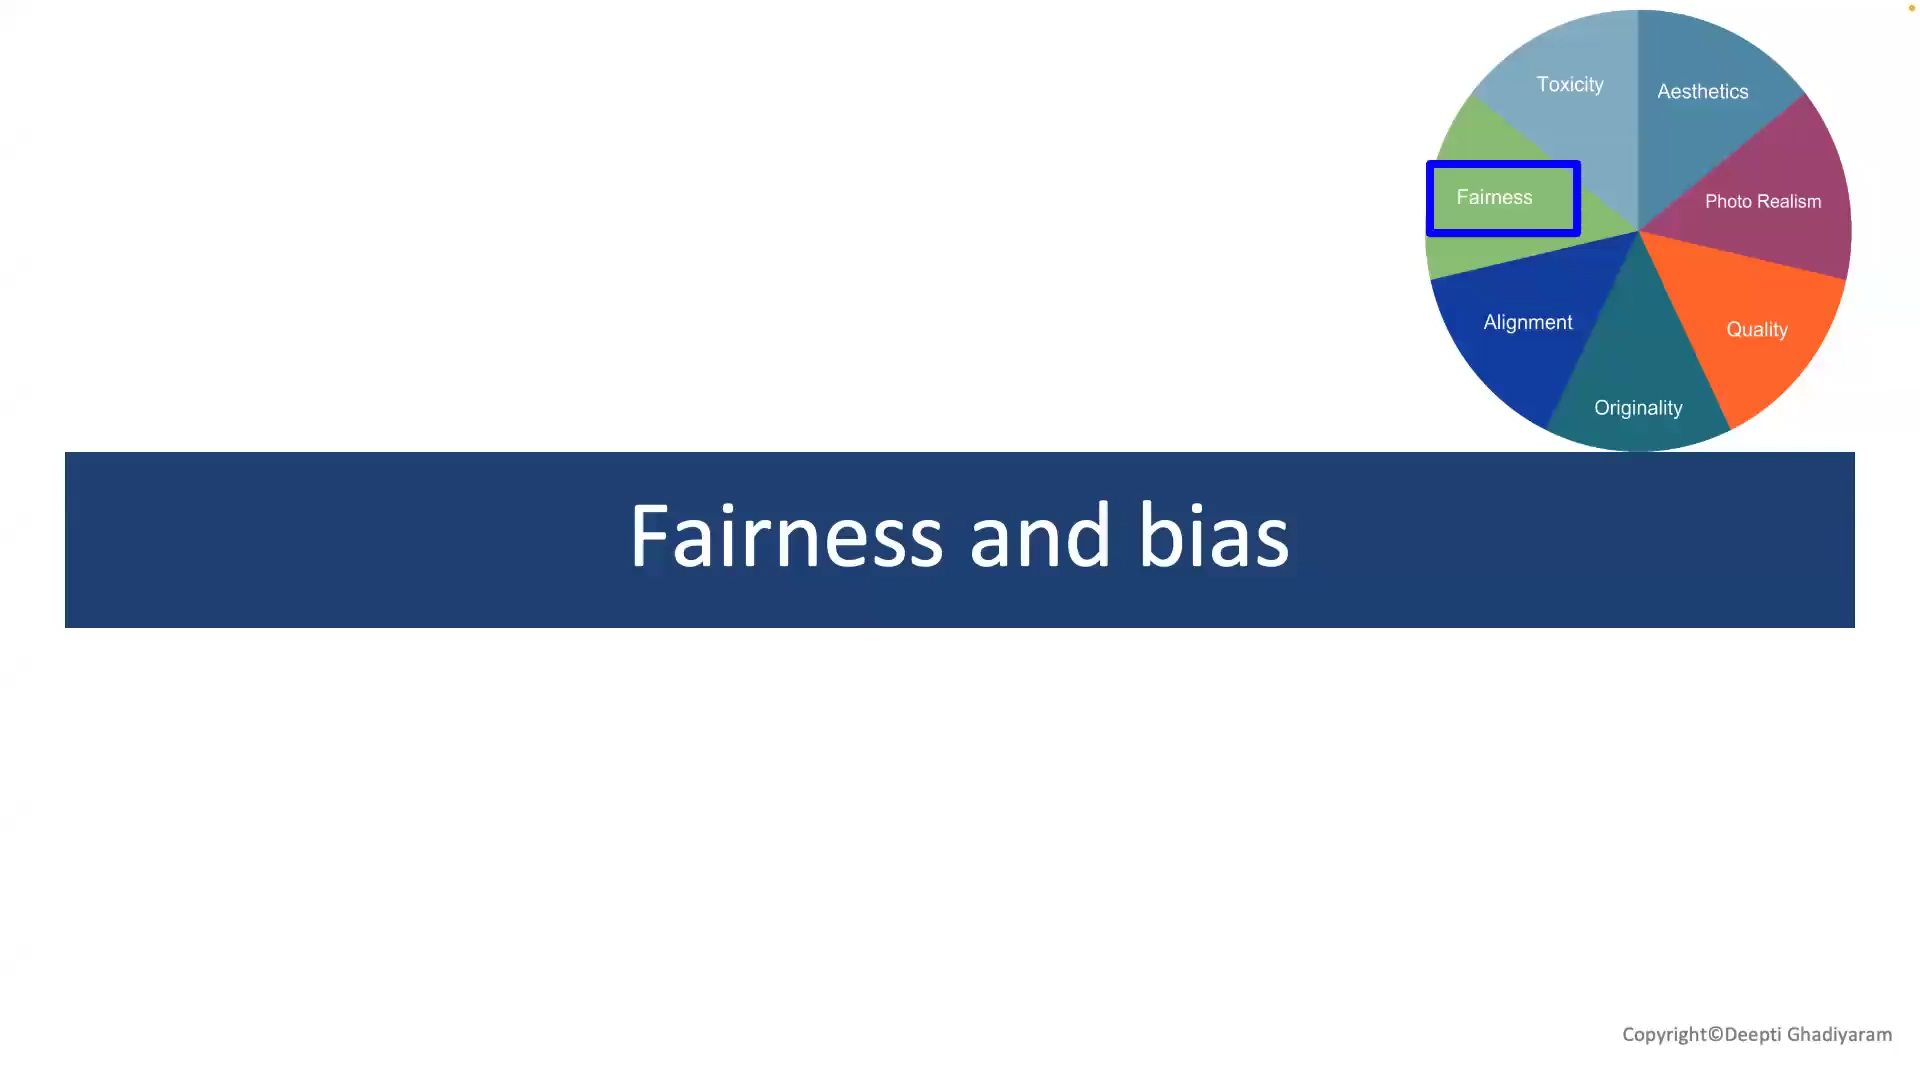 Toxicity
Aesthetics
Fairness
Photo Realism
Alignment
Quality
Originality
Fairness and bias
Copyright©Deepti Ghadiyaram